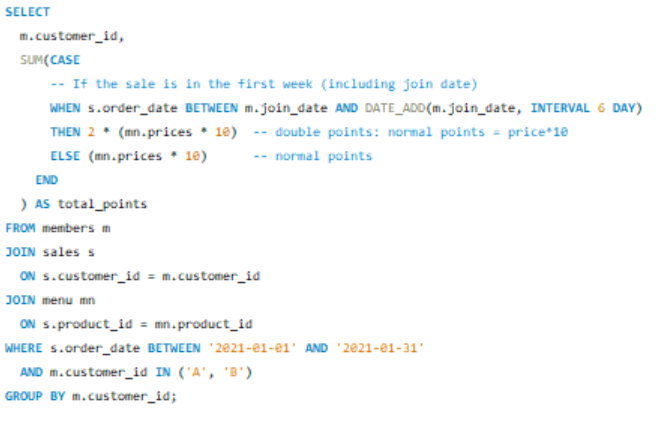 SELECT
m.customer_id,
SUM(CASE
-- If the sale is in the first week (including join date)
WHEN s.order_date BETWEEN m.join_date AND DATE_ADD(m.join_date, INTERVAL 6 DAY)
THEN 2 * (mn.prices * 10) -- double points: normal points = price*10
ELSE (mn.prices * 10) -- normal points
END
) AS total_points
FROM members m
JOIN sales s
ON s.customer_id = m.customer_id
JOIN menu mn
ON s.product_id = mn.product_id
WHERE s.order_date BETWEEN '2021-01-01' AND '2021-01-31'
AND m.customer_id IN ('A', 'B')
GROUP BY m.customer_id;